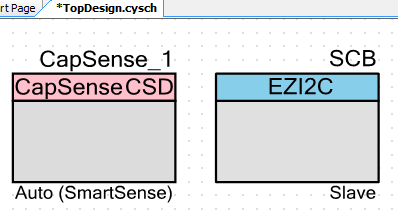 rt Page *TopDesign.cysch
CapSense_1 SCB
CapSense CSD EZI2C
Auto (SmartSense) Slave